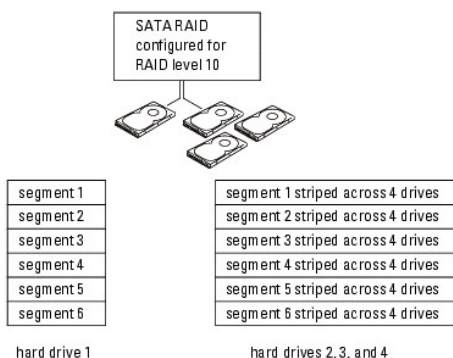 SATA RAID
configured for
RAID level 10
segment 1
segment 2
segment 3
segment 4
segment 5
segment 6
hard drive 1
segment 1 striped across 4 drives
segment 2 striped across 4 drives
segment 3 striped across 4 drives
segment 4 striped across 4 drives
segment 5 striped across 4 drives
segment 6 striped across 4 drives
hard drives 2, 3, and 4